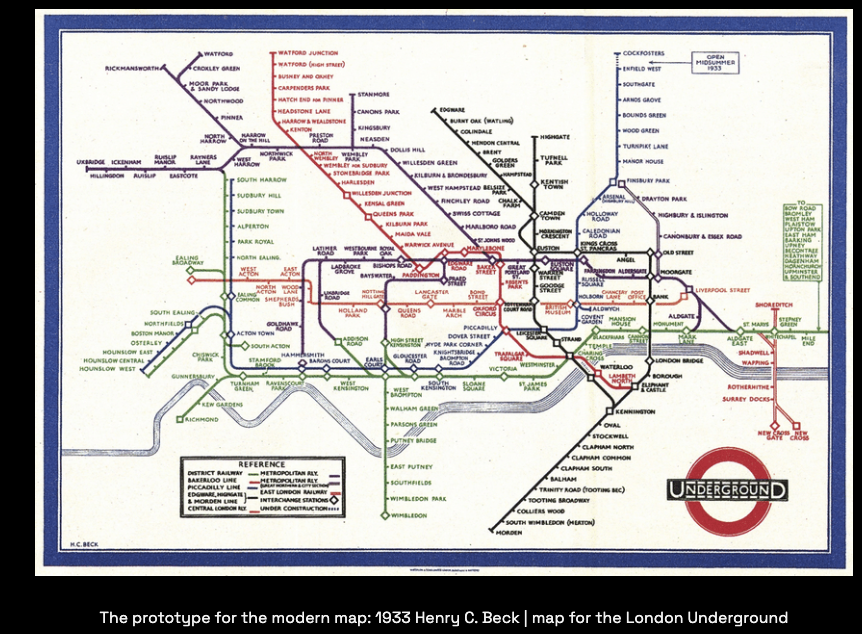 WATFORD
RICKMANSWORTH
CROXLEY GREEN
MOOR PARK
& SANDY LODGE
NORTHWOOD
PINNER
NORTH
HARROW
UXBRIDGE
ICKENHAM
RUISLIP
MANOR
RAYNERS
LANE
HILLINGDON
RUISLIP
EASTCOTE
WEST
HARROW
NARROW
ON THE HILL
NORTHWICK
PARK
PRESTON
ROAD
WEMBLEY
PARK
NEASDEN
KINGSBURY
CANONS PARK
STANMORE
WATFORD JUNCTION
WATFORD (HIGH STREET)
BUSHEY AND OXHEY
CARPENDERS PARK
HATCH END FOR PINNER
HEADSTONE LANE
HARROW & WEALDSTONE
KENTON
NORTH
WEMBLEY
WEMBLEY FOR SUDBURY
STONEBRIDGE PARK
HARLESDEN
WILLESDEN JUNCTION
KENSAL GREEN
QUEENS PARK
KILBURN PARK
MAIDA VALE
WARWICK AVENUE
DOLLIS HILL
WILLESDEN GREEN
KILBURN & BRONDESBURY
WEST HAMPSTEAD
FINCHLEY ROAD
SWISS COTTAGE
MARLBORO ROAD
ST. JOHNS WOOD
EDGWARE
BURNT OAK (WATLING)
COLINDALE
HENDON CENTRAL
BRENT
GOLDERS
GREEN
HAMPSTEAD
BELSIZE
PARK
CHALK
FARM
HIGHGATE
TUFNELL
PARK
KENTISH
TOWN
CAMDEN
TOWN
MORNINGTON
CRESCENT
EUSTON
COCKFOSTERS
ENFIELD WEST
OPEN
MIDSUMMER
1933
SOUTHGATE
ARNOS GROVE
BOUNDS GREEN
WOOD GREEN
TURNPIKE LANE
MANOR HOUSE
FINSBURY PARK
ARSENAL
DRAYTON PARK
HOLLOWAY
ROAD
HIGHBURY & ISLINGTON
CALEDONIAN
ROAD
CANONBURY & ESSEX ROAD
KINGS CROSS
ST. PANCRAS
ANGEL
OLD STREET
MOORGATE
FARRINGDON
ALDERSGATE
LIVERPOOL STREET
TO
BOW ROAD
BROMLEY
WEST HAM
PLAISTOW
UPTON PARK
EAST HAM
BARKING
UPNEY
BECONTREE
HEATHWAY
DAGENHAM
HORNCHURCH
UPMINSTER
& SOUTHEND
SOUTH HARROW
SUDBURY HILL
SUDBURY TOWN
ALPERTON
PARK ROYAL
NORTH EALING
EALING
BROADWAY
WEST
ACTON
EAST
ACTON
NORTH
ACTON
WOOD
LANE
SHEPHERDS
BUSH
EALING
COMMON
SOUTH EALING
NORTHFIELDS
BOSTON MANOR
OSTERLEY
HOUNSLOW EAST
HOUNSLOW CENTRAL
HOUNSLOW WEST
ACTON TOWN
SOUTH ACTON
CHISWICK
PARK
GUNNERSBURY
KEW GARDENS
RICHMOND
STAMFORD
BROOK
TURNHAM
GREEN
RAVENSCOURT
PARK
HAMMERSMITH
GOLDHAWK
ROAD
BARONS COURT
WEST
KENSINGTON
EARLS
COURT
LATIMER
ROAD
LADBROKE
GROVE
WESTBOURNE
PARK
ROYAL
OAK
BISHOPS ROAD
UXBRIDGE
ROAD
ADDISON
ROAD
HOLLAND
PARK
NOTTING
HILL GATE
QUEENS
ROAD
LANCASTER
GATE
MARBLE
ARCH
BOND
STREET
OXFORD
CIRCUS
BAYSWATER
PRAED
STREET
PADDINGTON
EDGWARE
ROAD
MARYLEBONE
BAKER
STREET
GREAT
PORTLAND
ST.
REGENTS
PARK
WARREN
STREET
EUSTON
SQUARE
GOODE
STREET
TOTTENHAM
COURT ROAD
RUSSELL
SQUARE
HOLBORN
BRITISH
MUSEUM
CHANCERY
LANE
POST
OFFICE
BANK
ALDWYCH
COVENT
GARDEN
LEICESTER
SQUARE
PICCADILLY
DOVER STREET
HYDE PARK CORNER
KNIGHTSBRIDGE
BROMPTON
ROAD
HIGH STREET
KENSINGTON
GLOUCESTER
ROAD
SOUTH
KENSINGTON
SLOANE
SQUARE
VICTORIA
ST. JAMES
PARK
WESTMINSTER
TRAFALGAR
SQUARE
STRAND
CHARING
CROSS
TEMPLE
BLACKFRIARS
MANSION
HOUSE
CANNON
STREET
MONUMENT
MARK
LANE
ALDGATE
ALDGATE
EAST
ST. MARYS
STEPNEY
GREEN
MILE
END
SHOREDITCH
SHADWELL
WAPPING
ROTHERHITHE
SURREY DOCKS
NEW CROSS
GATE
NEW
CROSS
LONDON BRIDGE
BOROUGH
ELEPHANT
& CASTLE
WATERLOO
LAMBETH
NORTH
KENNINGTON
OVAL
STOCKWELL
CLAPHAM NORTH
CLAPHAM COMMON
CLAPHAM SOUTH
BALHAM
TRINITY ROAD (TOOTING BEC)
TOOTING BROADWAY
COLLIERS WOOD
SOUTH WIMBLEDON (MERTON)
MORDEN
WEST
BROMPTON
WALHAM GREEN
PARSONS GREEN
PUTNEY BRIDGE
EAST PUTNEY
SOUTHFIELDS
WIMBLEDON PARK
WIMBLEDON
REFERENCE
DISTRICT RAILWAY
BAKERLOO LINE
PICCADILLY LINE
EDGWARE, HIGHGATE
& MORDEN LINE
CENTRAL LONDON RLY.
METROPOLITAN RLY.
METROPOLITAN RLY.
(GREAT NORTHERN & CITY SECTION)
EAST LONDON RAILWAY
INTERCHANGE STATIONS
UNDER CONSTRUCTION
UNDERGROUND
H.C. BECK
The prototype for the modern map: 1933 Henry C. Beck | map for the London Underground